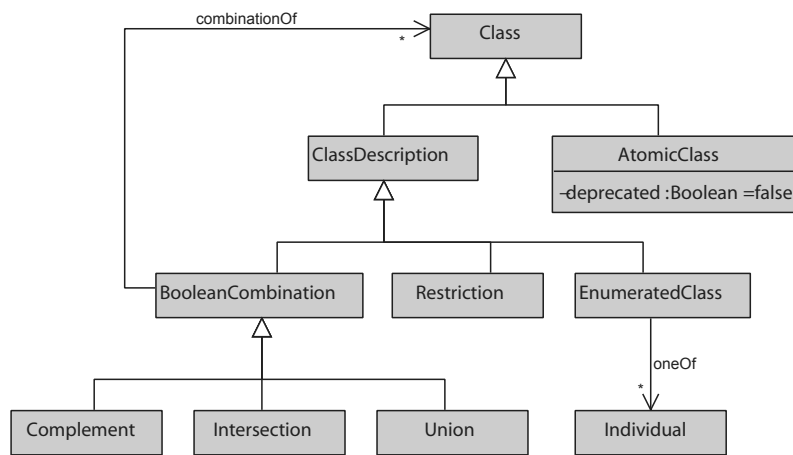 combinationOf
*
Class
ClassDescription
AtomicClass
–deprecated :Boolean =false
BooleanCombination
Restriction
EnumeratedClass
oneOf
*
Complement
Intersection
Union
Individual